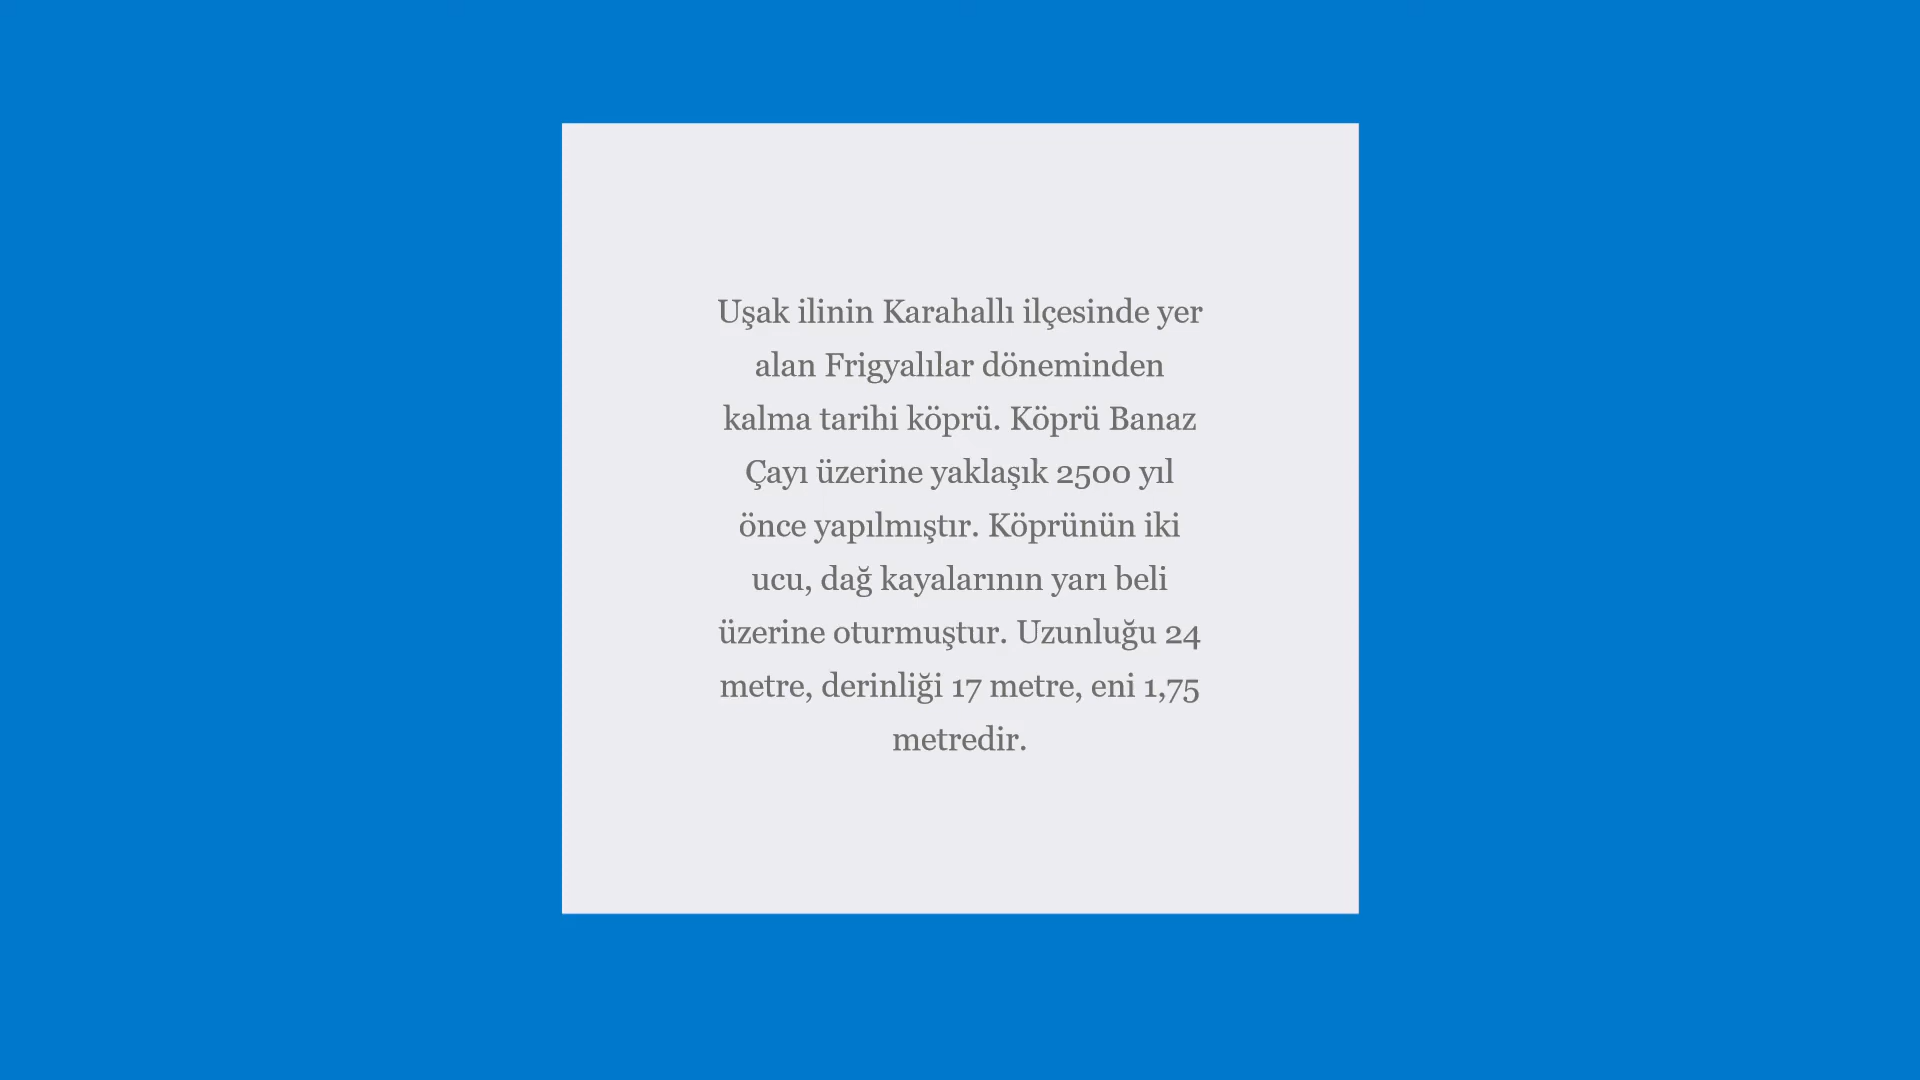 Uşak ilinin Karahallı ilçesinde yer
alan Frigyalılar döneminden
kalma tarihi köprü. Köprü Banaz
Çayı üzerine yaklaşık 2500 yıl
önce yapılmıştır. Köprünün iki
ucu, dağ kayalarının yarı beli
üzerine oturmuştur. Uzunluğu 24
metre, derinliği 17 metre, eni 1,75
metredir.